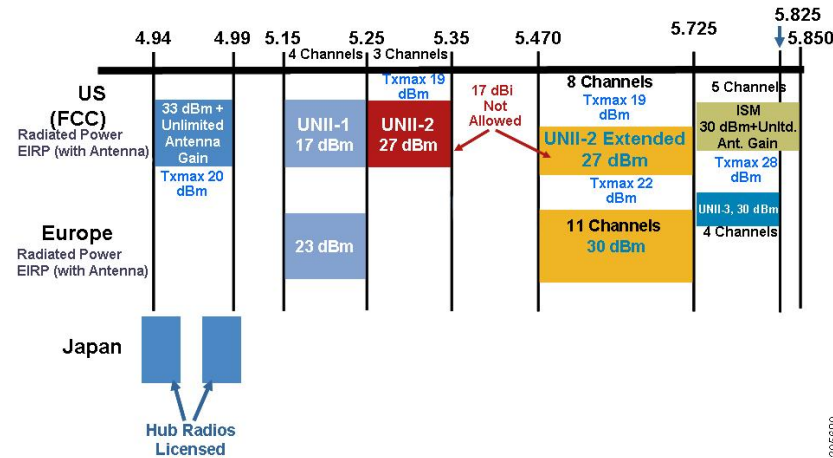 5.825
4.94
4.99
5.15
5.25
5.35
5.470
5.725
5.850
4 Channels
3 Channels
US
(FCC)
Radiated Power
EIRP (with Antenna)
33 dBm +
Unlimited
Antenna
Gain
Txmax 20
dBm
UNII-1
17 dBm
Txmax 19
dBm
UNII-2
27 dBm
17 dBi
Not
Allowed
8 Channels
Txmax 19
dBm
UNII-2 Extended
27 dBm
5 Channels
ISM
30 dBm+Unltd.
Ant. Gain
Txmax 28
dBm
UNII-3, 30 dBm
4 Channels
Europe
Radiated Power
EIRP (with Antenna)
23 dBm
Txmax 22
dBm
11 Channels
30 dBm
Japan
Hub Radios
Licensed